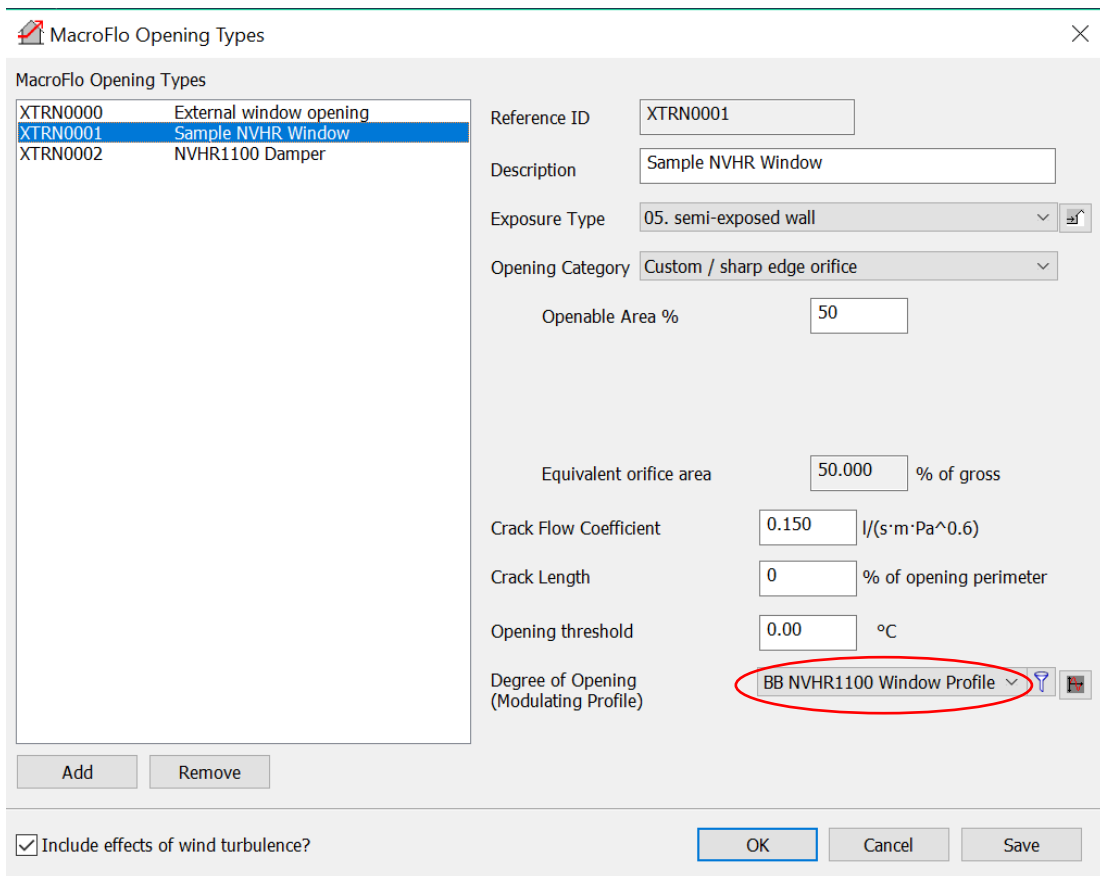 MacroFlo Opening Types
MacroFlo Opening Types
XTRN0000 External window opening
XTRN0001 Sample NVHR Window
XTRN0002 NVHR1100 Damper
Add Remove
Reference ID XTRN0001
Description Sample NVHR Window
Exposure Type 05. semi-exposed wall
Opening Category Custom / sharp edge orifice
Openable Area % 50
Equivalent orifice area 50.000 % of gross
Crack Flow Coefficient 0.150 l/(s·m·Pa^0.6)
Crack Length 0 % of opening perimeter
Opening threshold 0.00 °C
Degree of Opening
(Modulating Profile) BB NVHR1100 Window Profile
Include effects of wind turbulence? OK Cancel Save